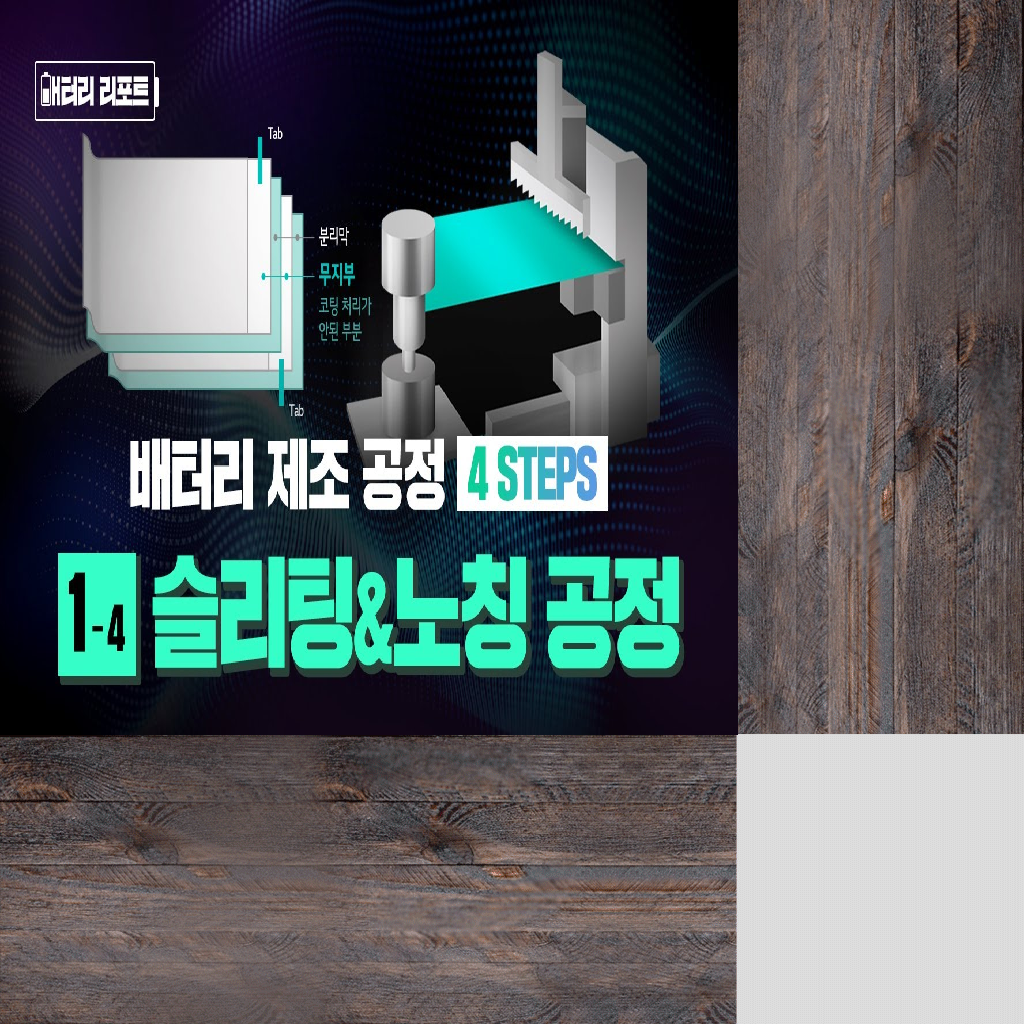 배터리 리포트
Tab
분리막
무지부
코팅 처리가
안된 부분
Tab
배터리 제조 공정 4 STEPS
1-4 슬리팅&노칭 공정